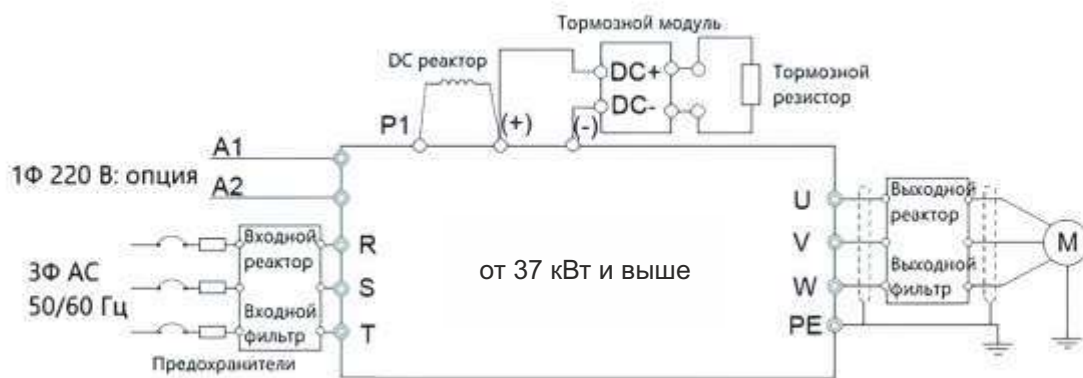 Тормозной модуль
DC реактор
DC+
DC-
Тормозной
резистор
P1
(+)
(-)
A1
1Ф 220 В: опция
A2
U
Выходной
реактор
V
M
Выходной
фильтр
W
PE
Входной
реактор
R
3Ф АС
50/60 Гц
S
от 37 кВт и выше
Входной
фильтр
T
Предохранители